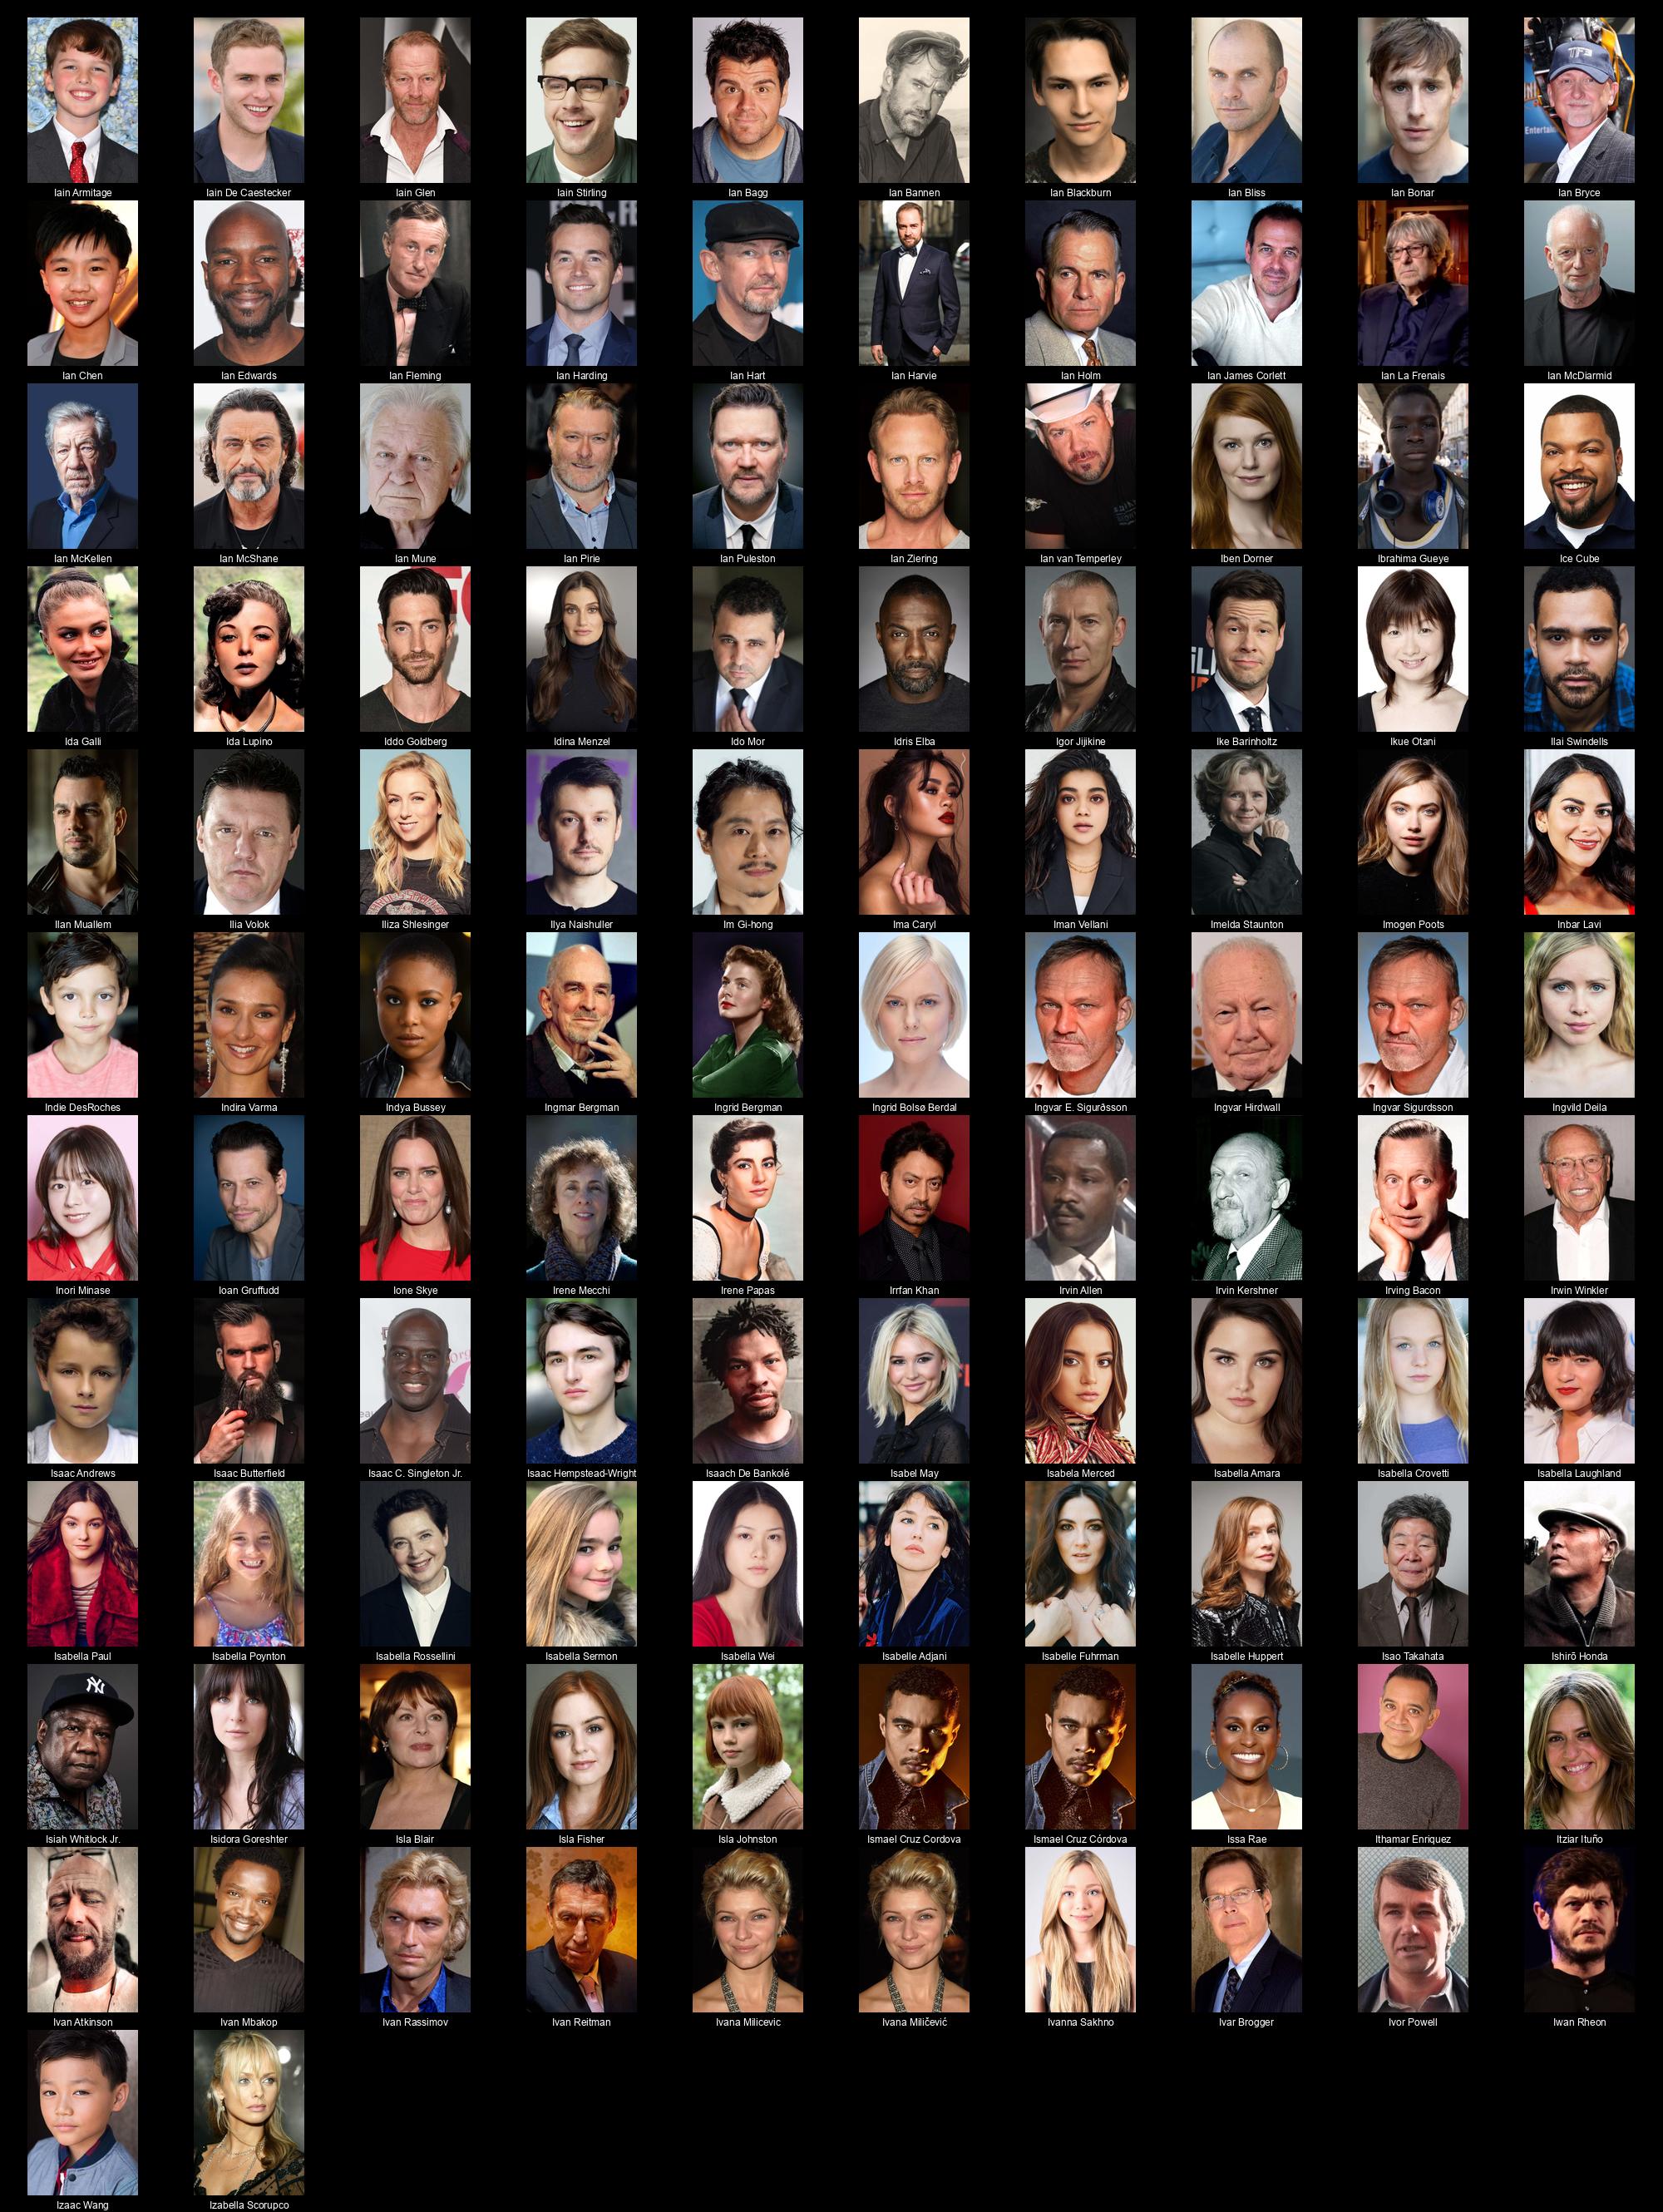 TF
Entertain
Iain Armitage Iain De Caestecker Iain Glen Iain Stirling Ian Bagg Ian Bannen Ian Blackburn Ian Bliss Ian Bonar Ian Bryce
Ian Chen Ian Edwards Ian Fleming Ian Harding Ian Hart Ian Harvie Ian Holm Ian James Corlett Ian La Frenais Ian McDiarmid
Ian McKellen Ian McShane Ian Mune Ian Pirie Ian Puleston Ian Ziering Ian van Temperley Iben Dorner Ibrahima Gueye Ice Cube
Ida Galli Ida Lupino Iddo Goldberg Idina Menzel Ido Mor Idris Elba Igor Jijikine Ike Barinholtz Ikue Otani Ilai Swindells
Ilan Muallem Ilia Volok Iliza Shlesinger Ilya Naishuller Im Gi-hong Ima Caryl Iman Vellani Imelda Staunton Imogen Poots Inbar Lavi
Indie DesRoches Indira Varma Indya Bussey Ingmar Bergman Ingrid Bergman Ingrid Bolsø Berdal Ingvar E. Sigurðsson Ingvar Hirdwall Ingvar Sigurdsson Ingvild Deila
Inori Minase Ioan Gruffudd Ione Skye Irene Mecchi Irene Papas Irrfan Khan Irvin Allen Irvin Kershner Irving Bacon Irwin Winkler
Isaac Andrews Isaac Butterfield Isaac C. Singleton Jr. Isaac Hempstead-Wright Isaach De Bankolé Isabel May Isabela Merced Isabella Amara Isabella Crovetti Isabella Laughland
Isabella Paul Isabella Poynton Isabella Rossellini Isabella Sermon Isabella Wei Isabelle Adjani Isabelle Fuhrman Isabelle Huppert Isao Takahata Ishirō Honda
NY
Isiah Whitlock Jr. Isidora Goreshter Isla Blair Isla Fisher Isla Johnston Ismael Cruz Cordova Ismael Cruz Córdova Issa Rae Ithamar Enriquez Itziar Ituño
Ivan Atkinson Ivan Mbakop Ivan Rassimov Ivan Reitman Ivana Milicevic Ivana Miličević Ivanna Sakhno Ivar Brogger Ivor Powell Iwan Rheon
Izaac Wang Izabella Scorupco